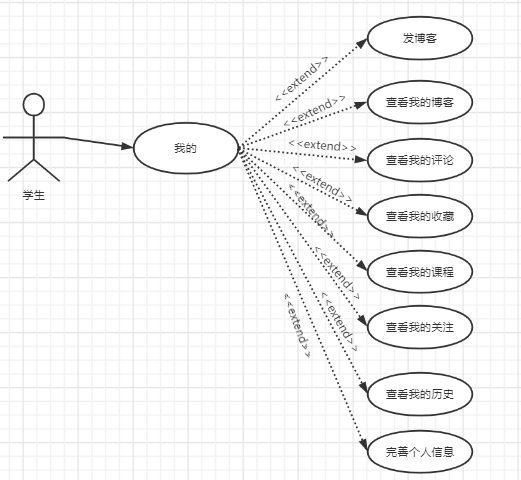 发博客
<<extend>>
<<extend>>
查看我的博客
学生
我的
<<extend>>
查看我的评论
<<extend>>
查看我的收藏
<<extend>>
查看我的课程
<<extend>>
查看我的关注
<<extend>>
查看我的历史
<<extend>>
完善个人信息